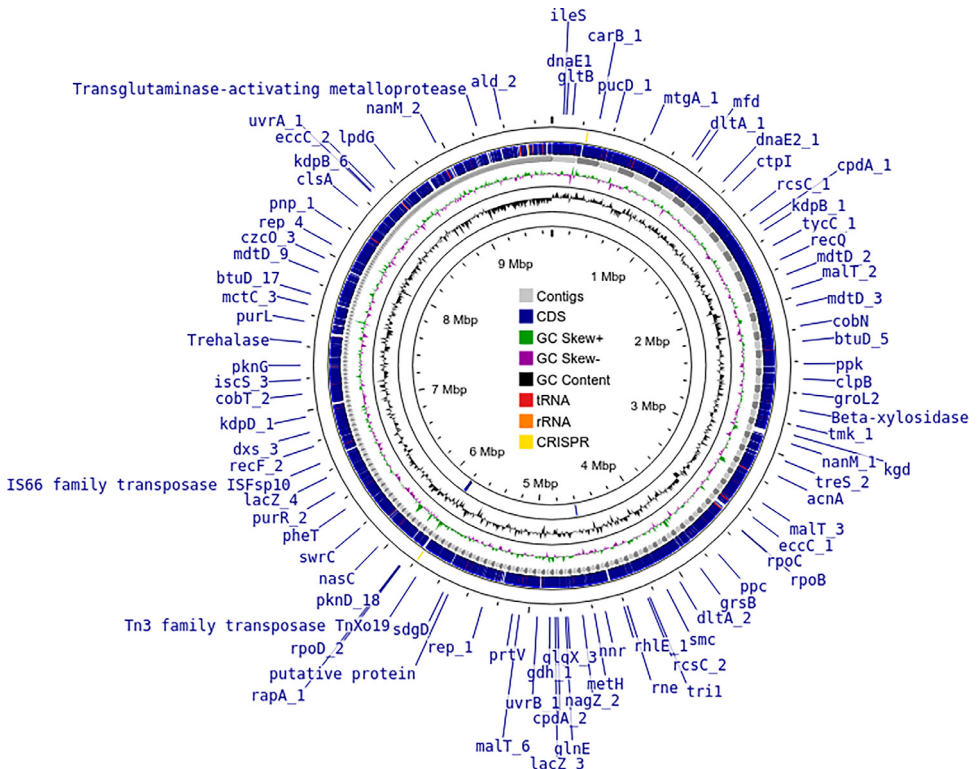 ileS
carB_1
dnaE1
gltB
pucD_1
ald_2
Transglutaminase-activating metalloprotease
nanM_2
mtgA_1
mfd
dltA_1
uvrA_1
eccC_2
lpdG
dnaE2_1
ctpI
kdpB_6
clsA
cpdA_1
rcsC_1
pnp_1
kdpB_1
rep_4
tycC_1
czcO_3
recQ
mdtD_9
mdtD_2
malT_2
btuD_17
mctC_3
mdtD_3
purL
cobN
Trehalase
btuD_5
pknG
ppk
iscS_3
clpB
cobT_2
groL2
kdpD_1
Beta-xylosidase
tmk_1
dxs_3
kgd
recF_2
nanM_1
IS66 family transposase ISFsp10
treS_2
lacZ_4
acnA
purR_2
pheT
malT_3
swrC
eccC_1
rpoC
nasC
rpoB
pknD_18
ppc
grsB
Tn3 family transposase TnXo19
sdgD
dltA_2
rpoD_2
rep_1
prtV
glgX_3
nnr
rhlE_1
smc
putative protein
gdh_1
rcsC_2
rapA_1
metH
rne
tri1
uvrB_1
nagZ_2
cpdA_2
malT_6
glnE
lacZ_3
9 Mbp
1 Mbp
8 Mbp
2 Mbp
7 Mbp
3 Mbp
6 Mbp
4 Mbp
5 Mbp
Contigs
CDS
GC Skew+
GC Skew-
GC Content
tRNA
rRNA
CRISPR